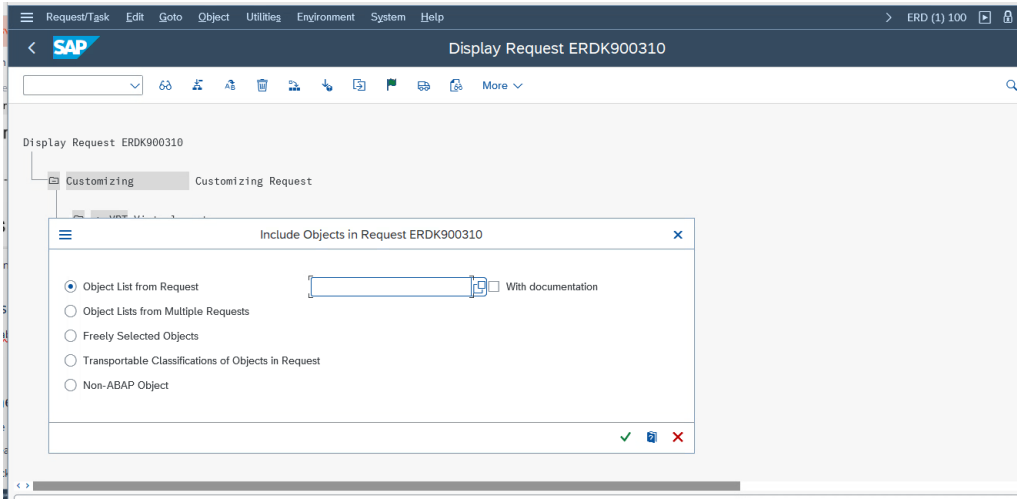 Request/Task Edit Goto Object Utilities Environment System Help ERD (1) 100
SAP Display Request ERDK900310
More
Display Request ERDK900310
Customizing Customizing Request
Include Objects in Request ERDK900310
Object List from Request With documentation
Object Lists from Multiple Requests
Freely Selected Objects
Transportable Classifications of Objects in Request
Non-ABAP Object